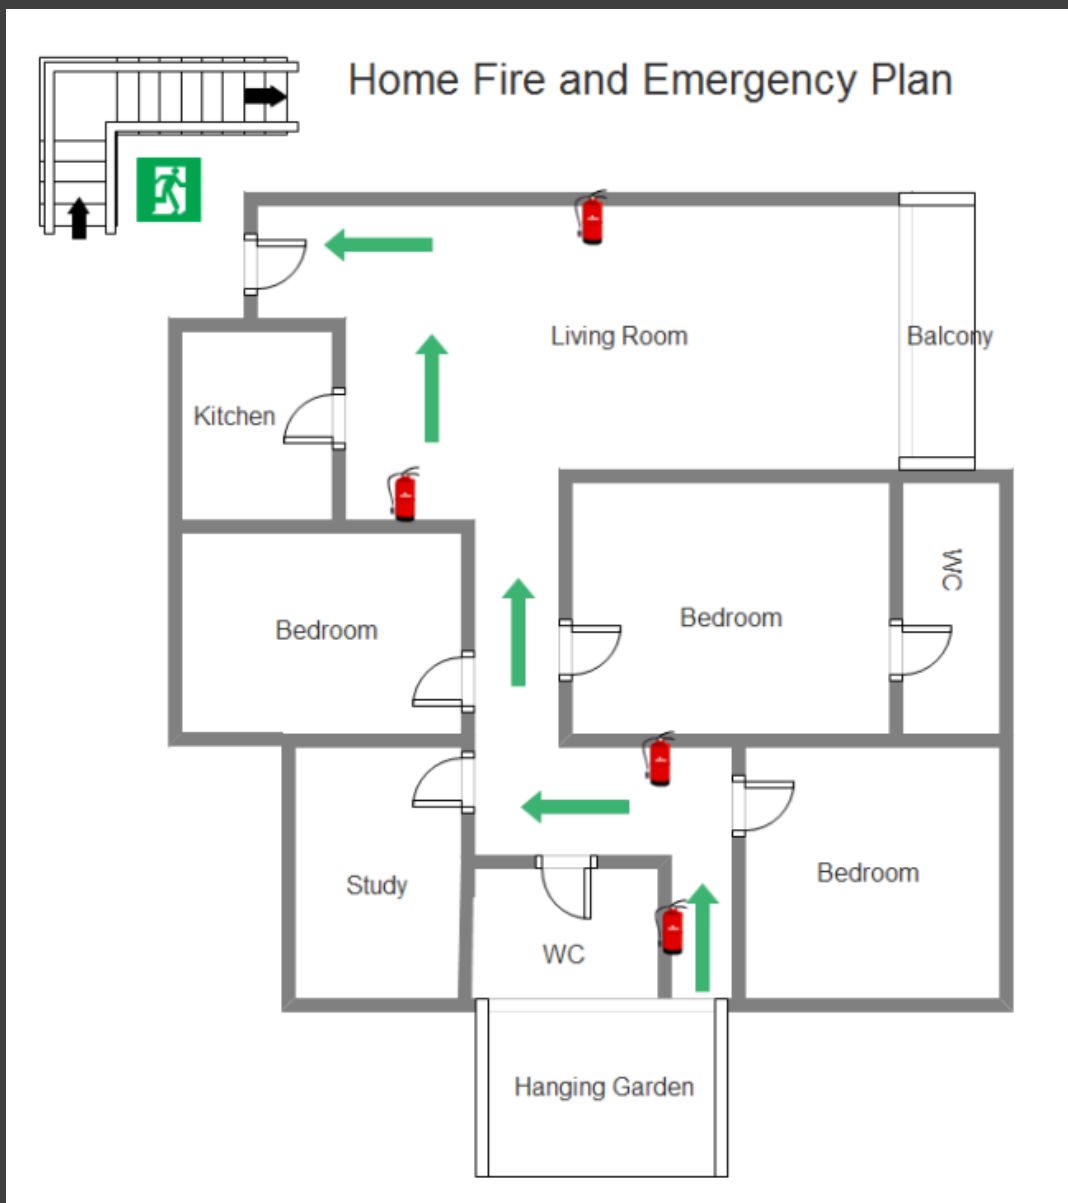 Home Fire and Emergency Plan
Living Room
Balcony
Kitchen
WC
Bedroom
Bedroom
Study
Bedroom
WC
Hanging Garden